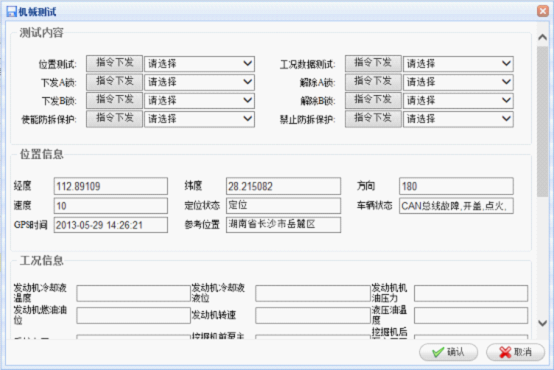 机械测试
测试内容
位置测试: 指令下发 请选择 工况数据测试: 指令下发 请选择
下发A锁: 指令下发 请选择 解除A锁: 指令下发 请选择
下发B锁: 指令下发 请选择 解除B锁: 指令下发 请选择
使能防拆保护: 指令下发 请选择 禁止防拆保护: 指令下发 请选择
位置信息
经度 112.89109 纬度 28.215082 方向 180
速度 10 定位状态 定位 车辆状态 CAN总线故障,开盖,点火,
GPS时间 2013-05-29 14:26:21 参考位置 湖南省长沙市岳麓区
工况信息
发动机冷却液温度 发动机冷却液液位 发动机机油压力
发动机燃油油位 发动机转速 液压油温度
挖掘机前至主 挖掘机后
确认 取消